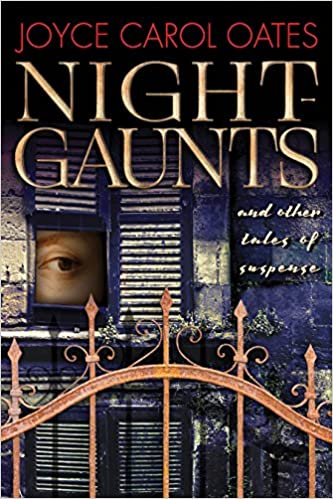 JOYCE CAROL OATES
NIGHT-
GAUNTS
and other
tales of
suspense